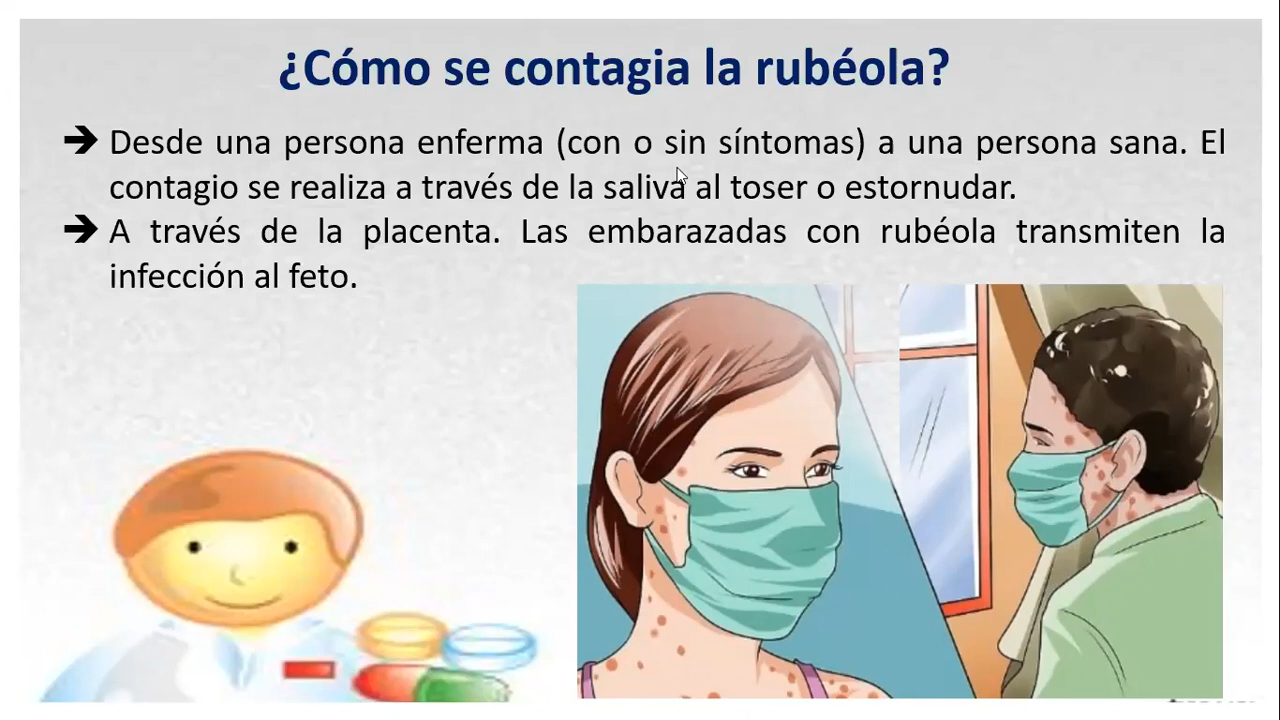 ¿Cómo se contagia la rubéola?
➔ Desde una persona enferma (con o sin síntomas) a una persona sana. El
contagio se realiza a través de la saliva al toser o estornudar.
➔ A través de la placenta. Las embarazadas con rubéola transmiten la
infección al feto.